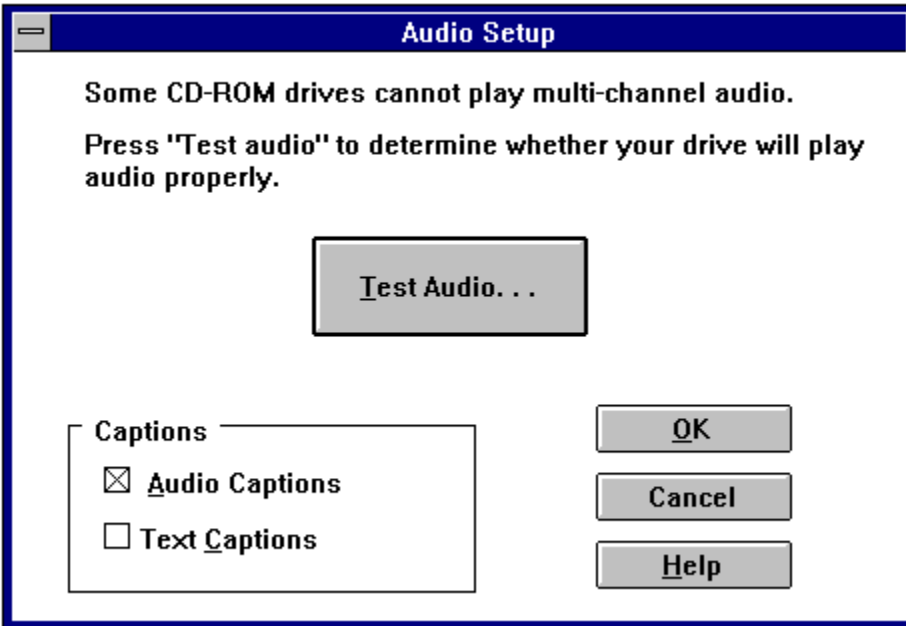 Audio Setup
Some CD-ROM drives cannot play multi-channel audio.
Press "Test audio" to determine whether your drive will play
audio properly.
Test Audio. . .
Captions
Audio Captions
Text Captions
OK
Cancel
Help